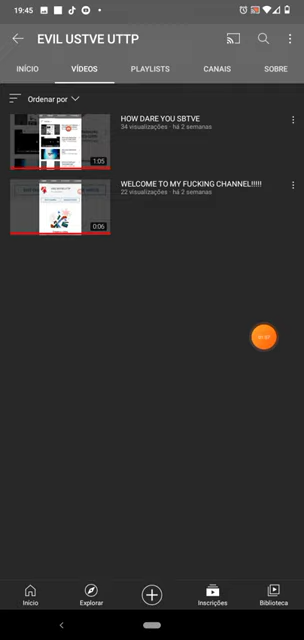 19:45
EVIL USTVE UTTP
INÍCIO VÍDEOS PLAYLISTS CANAIS SOBRE
Ordenar por
HOW DARE YOU SBTVE
34 visualizações · há 2 semanas
1:05
WELCOME TO MY FUCKING CHANNEL!!!!!
22 visualizações · há 2 semanas
0:06
Início Explorar Inscrições Biblioteca